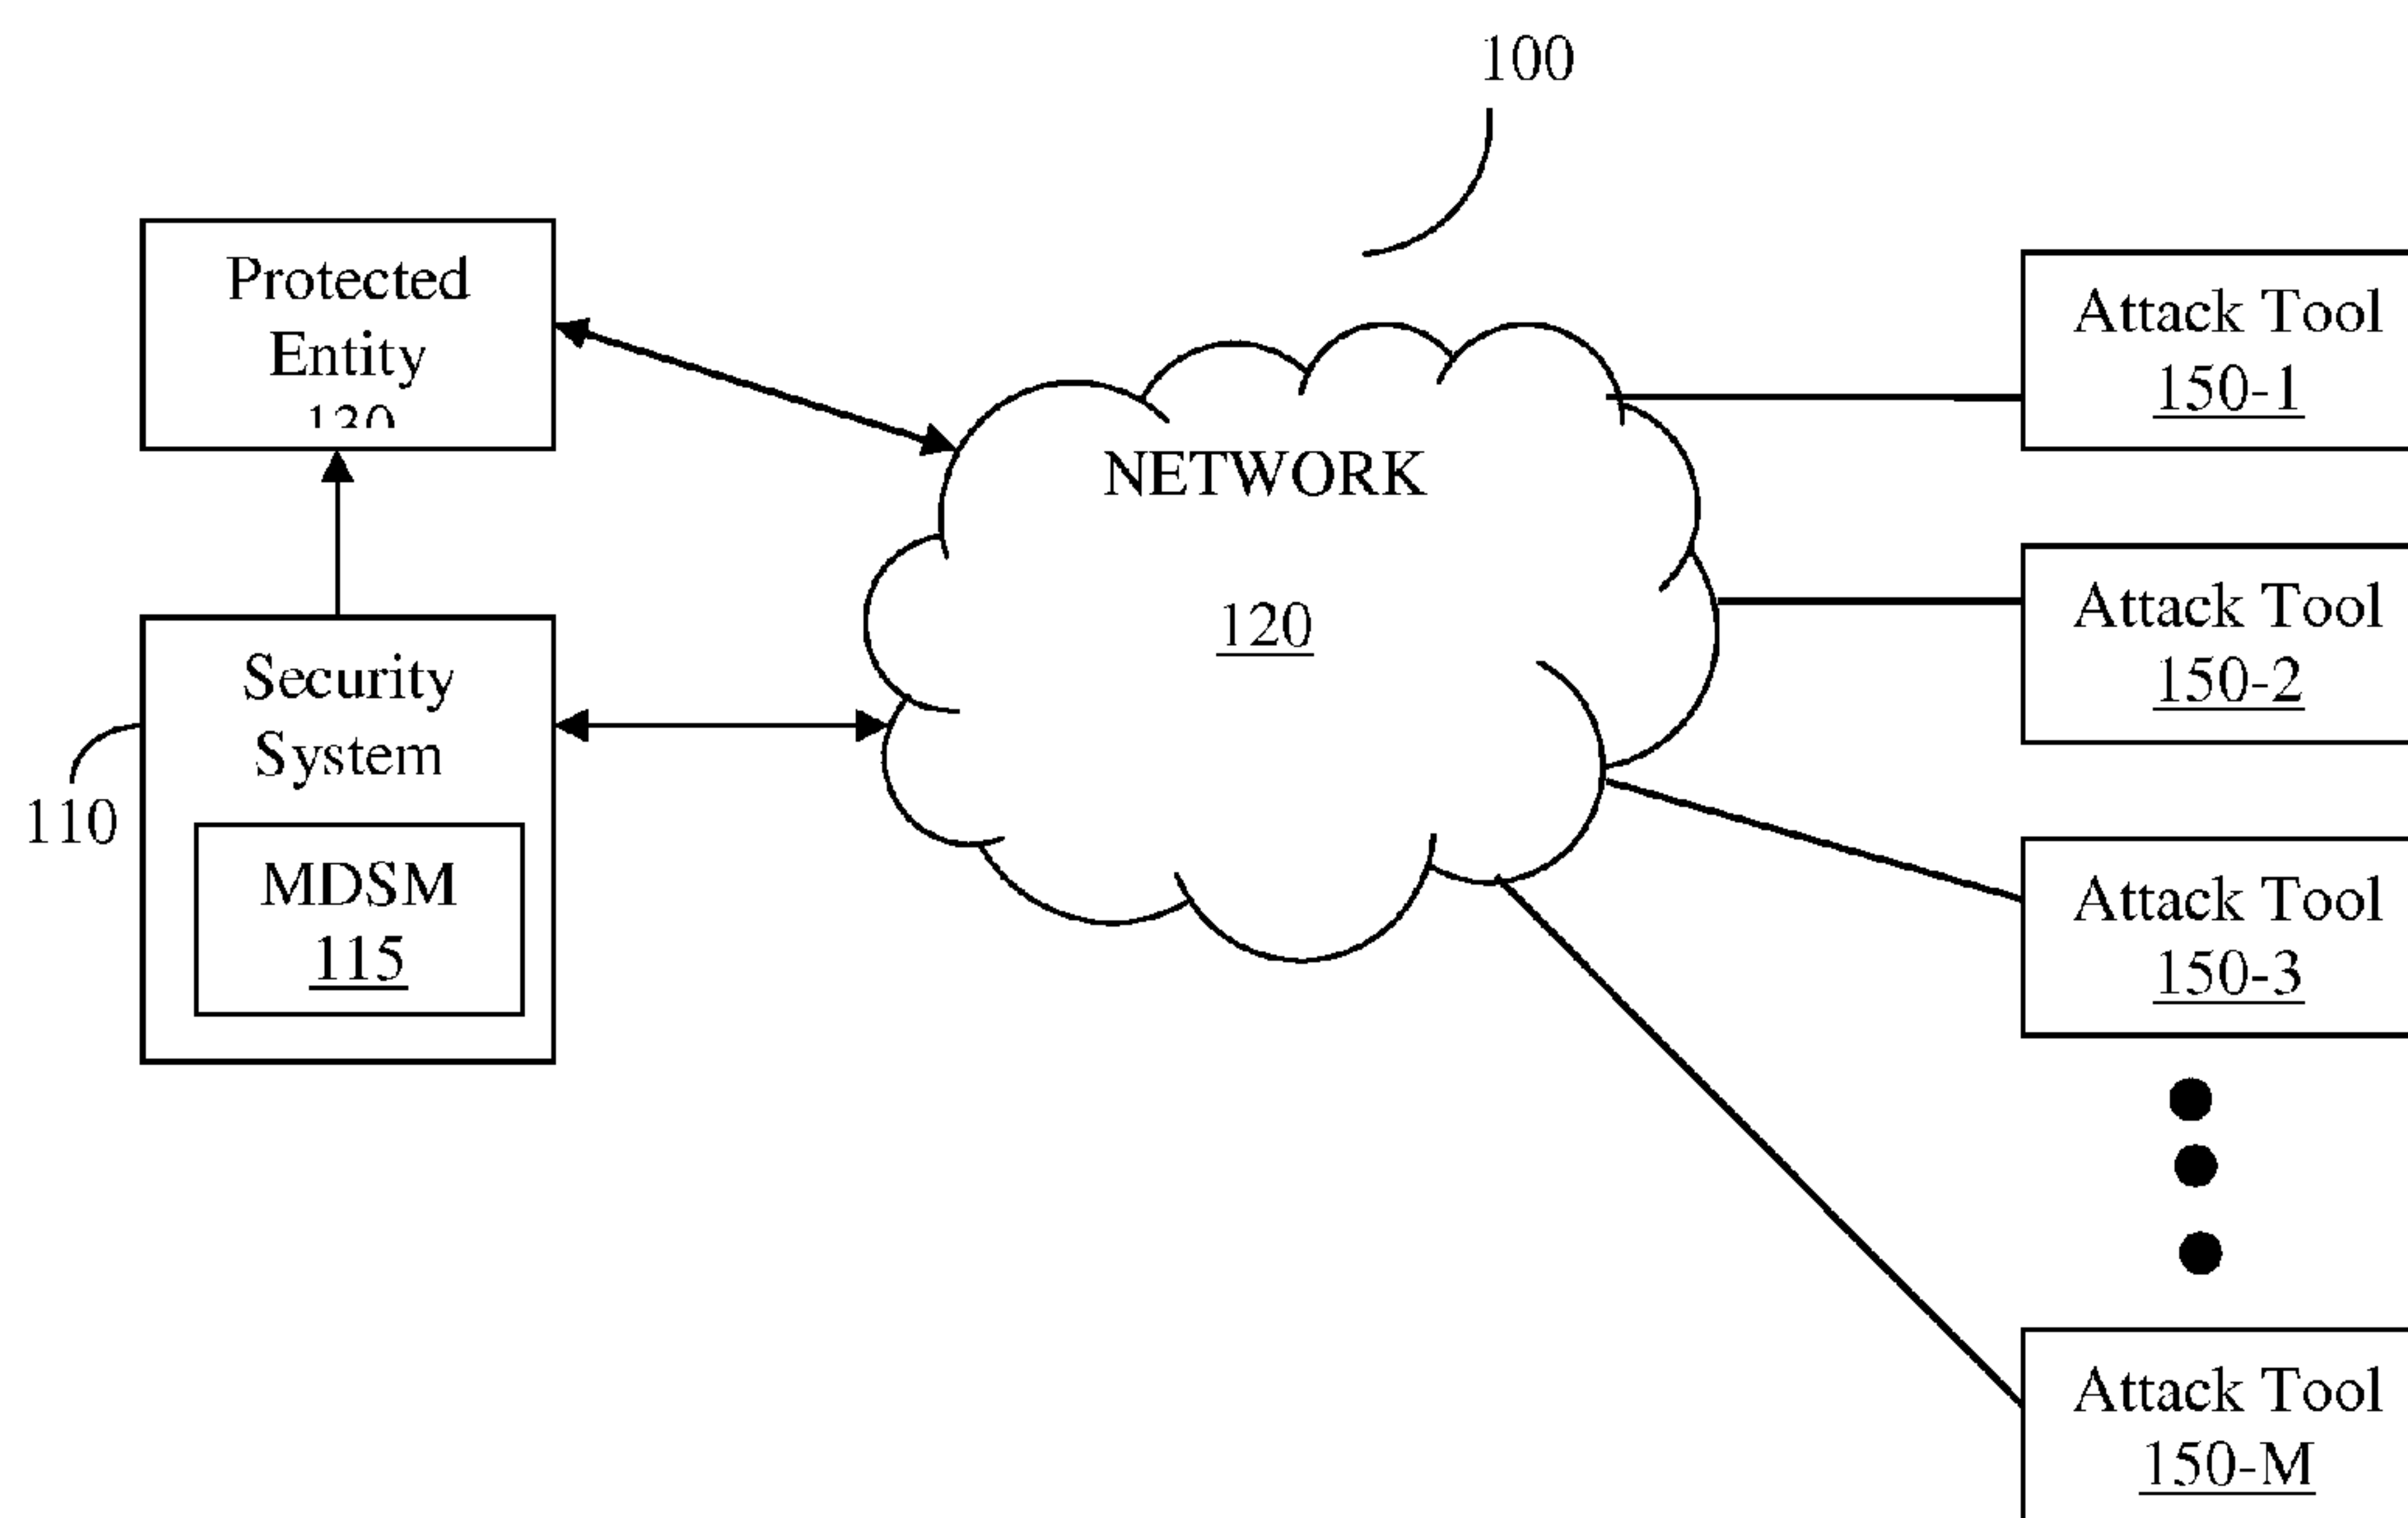 100
Protected
Entity
130
Attack Tool
150-1
NETWORK
120
Attack Tool
150-2
Security
System
110
MDSM
115
Attack Tool
150-3
Attack Tool
150-M